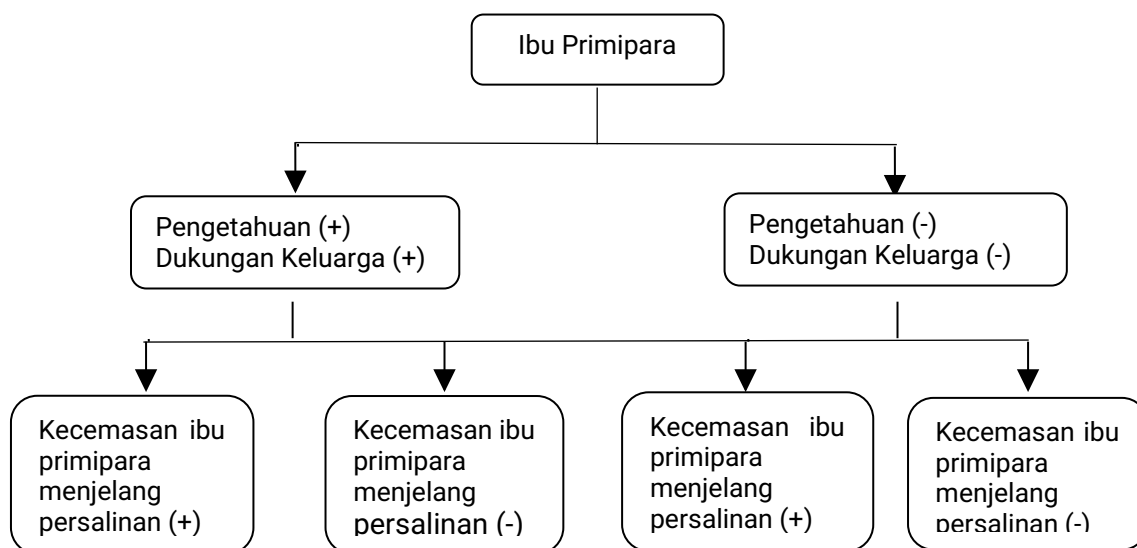 Ibu Primipara
Pengetahuan (+)
Dukungan Keluarga (+)
Pengetahuan (-)
Dukungan Keluarga (-)
Kecemasan ibu
primipara
menjelang
persalinan (+)
Kecemasan ibu
primipara
menjelang
persalinan (-)
Kecemasan ibu
primipara
menjelang
persalinan (+)
Kecemasan ibu
primipara
menjelang
persalinan (-)